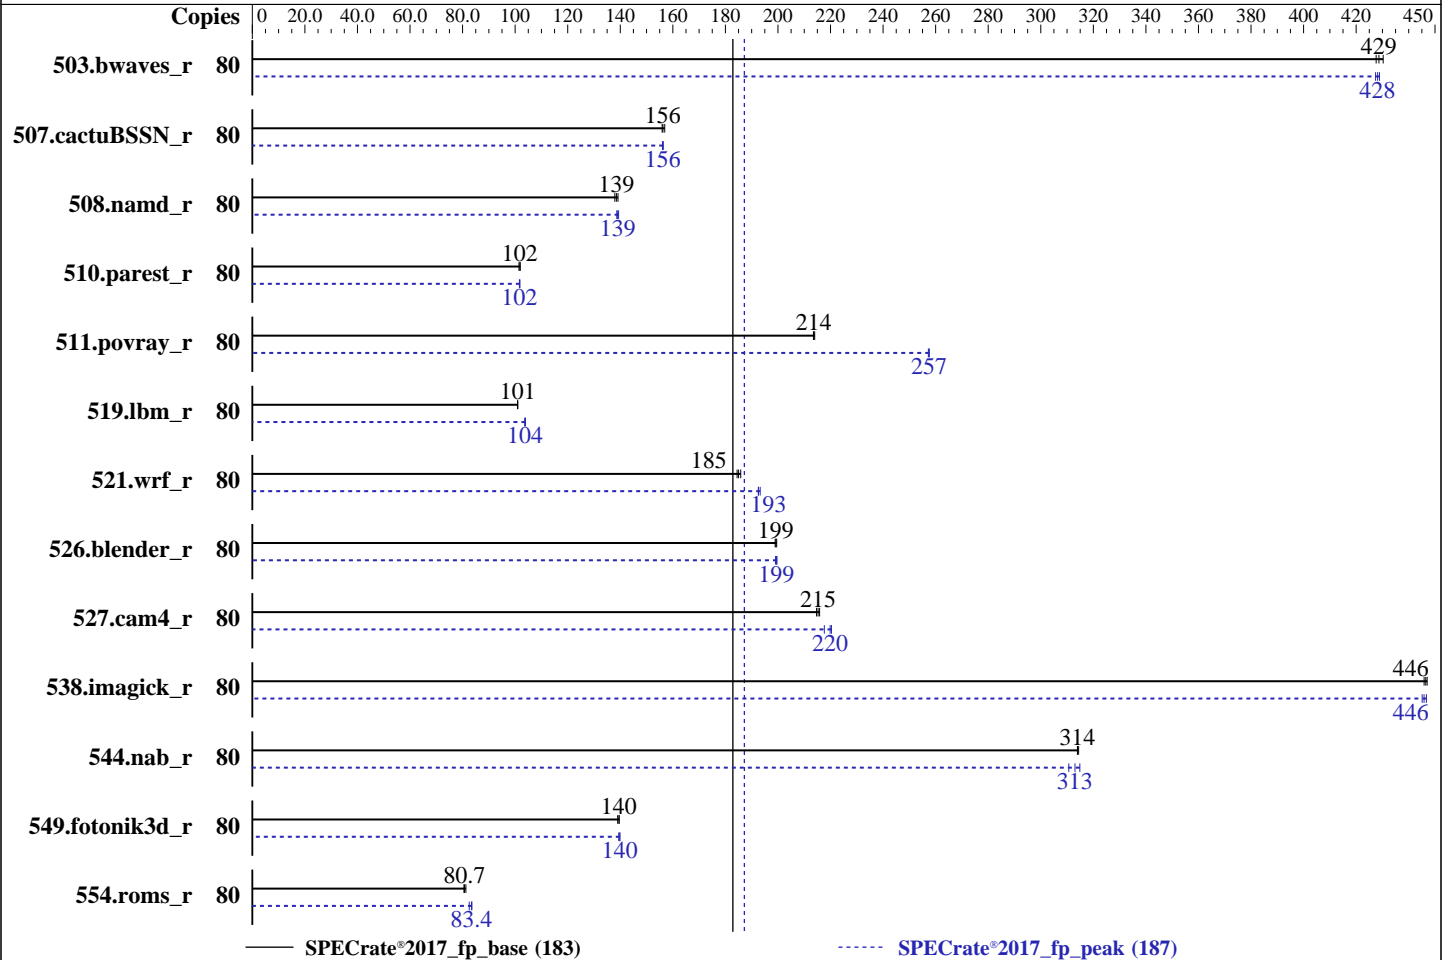 Copies 0 20.0 40.0 60.0 80.0 100 120 140 160 180 200 220 240 260 280 300 320 340 360 380 400 420 450
429
503.bwaves_r 80
428
156
507.cactuBSSN_r 80
156
139
508.namd_r 80
139
102
510.parest_r 80
102
214
511.povray_r 80
257
101
519.lbm_r 80
104
185
521.wrf_r 80
193
199
526.blender_r 80
199
215
527.cam4_r 80
220
446
538.imagick_r 80
446
314
544.nab_r 80
313
140
549.fotonik3d_r 80
140
80.7
554.roms_r 80
83.4
SPECrate®2017_fp_base (183) SPECrate®2017_fp_peak (187)